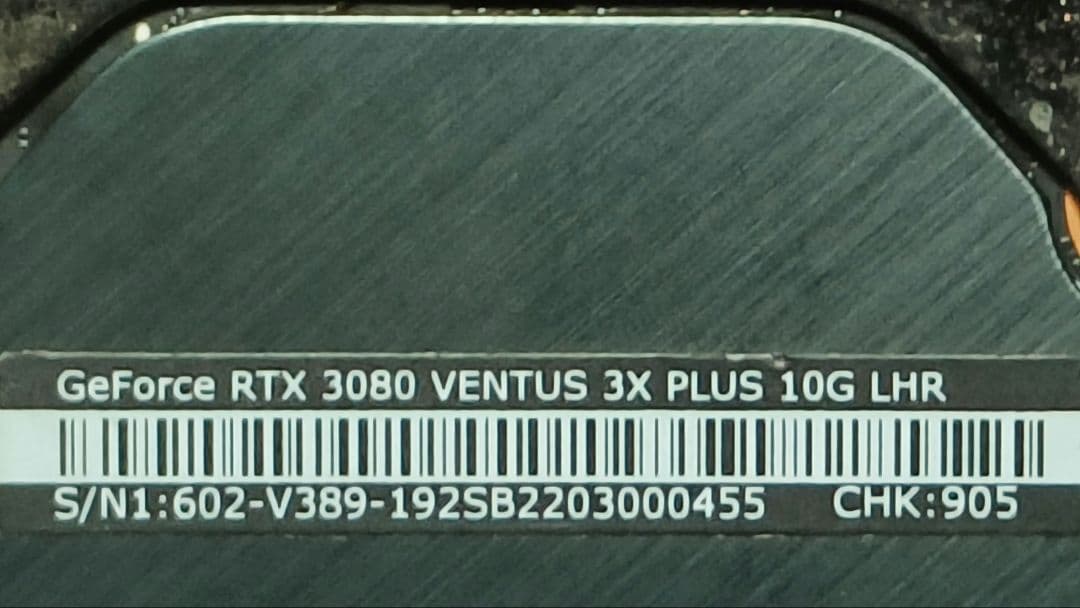 GeForce RTX 3080 VENTUS 3X PLUS 10G LHR
S/N1:602-V389-192SB2203000455 CHK:905